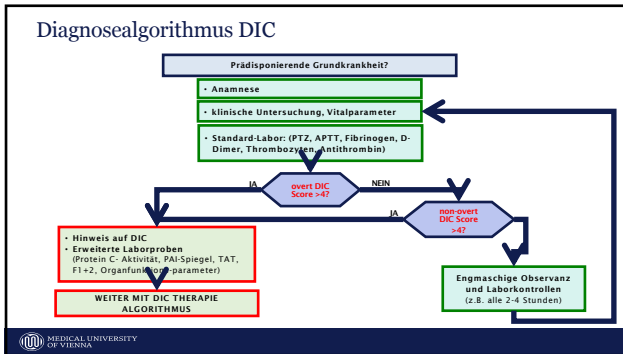 Diagnosealgorithmus DIC
Prädisponierende Grundkrankheit?
• Anamnese
• klinische Untersuchung, Vitalparameter
• Standard-Labor: (PTZ, APTT, Fibrinogen, D-
Dimer, Thrombozyten, Antithrombin)
JA
overt DIC
Score >4?
NEIN
JA
non-overt
DIC Score
>4?
• Hinweis auf DIC
• Erweiterte Laborproben
(Protein C- Aktivität, PAI-Spiegel, TAT,
F1+2, Organfunktions-parameter)
WEITER MIT DIC THERAPIE
ALGORITHMUS
Engmaschige Observanz
und Laborkontrollen
(z.B. alle 2-4 Stunden)
MEDICAL UNIVERSITY
OF VIENNA